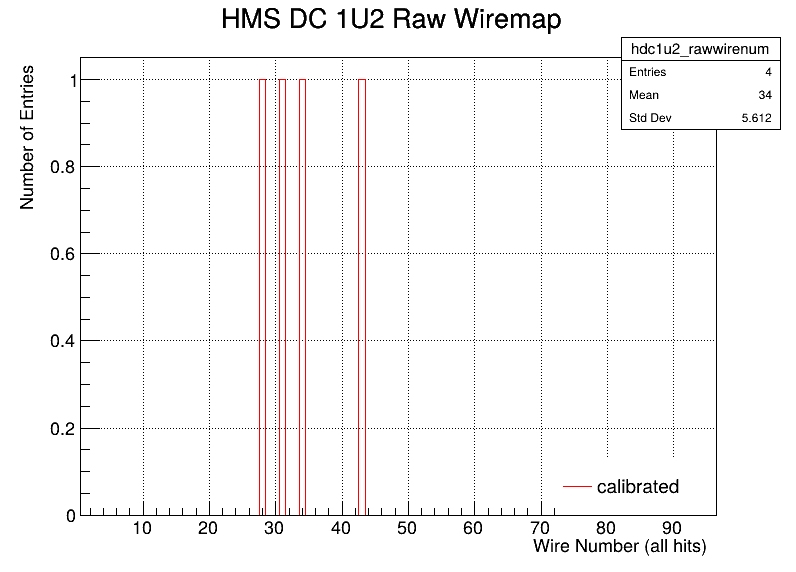 HMS DC 1U2 Raw Wiremap
hdc1u2_rawwirenum
Entries 4
Mean 34
Std Dev 5.612
Number of Entries
1
0.8
0.6
0.4
0.2
0
calibrated
10 20 30 40 50 60 70 80 90
Wire Number (all hits)